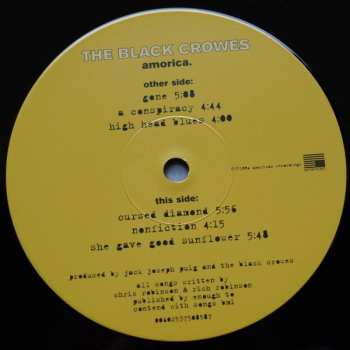 THE BLACK CROWES
amorica.
other side:
gone 5:08
a conspiracy 4:44
high head blues 4:00
this side:
cursed diamond 5:56
nonfiction 4:15
she gave good sunflower 5:48
produced by jack joseph puig and the black crowes
all songs written by
chris robinson & rich robinson
published by enough to
contend with songs bmi